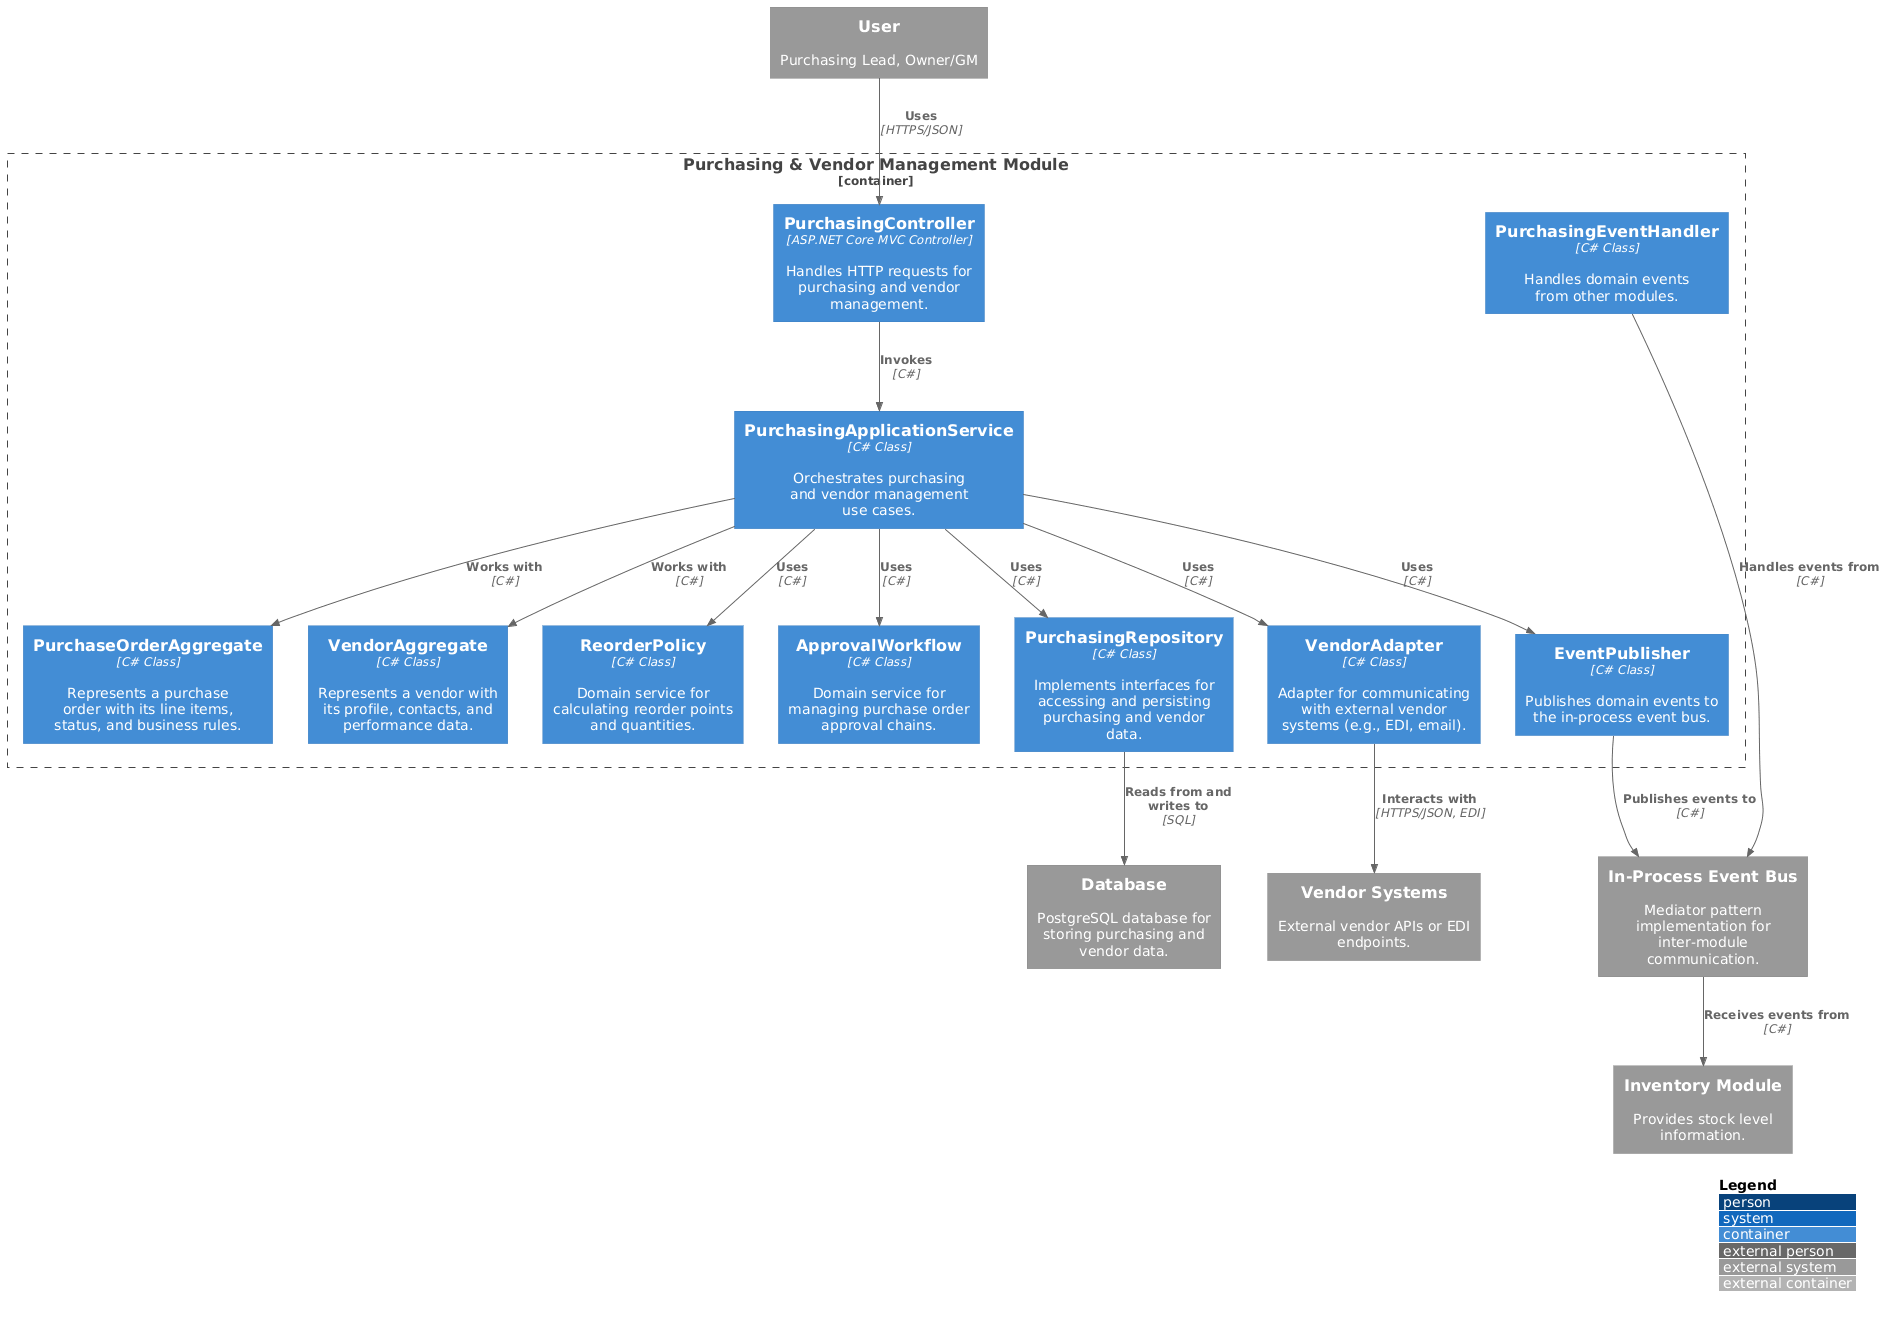 User
Purchasing Lead, Owner/GM
Uses
[HTTPS/JSON]
Purchasing & Vendor Management Module
[container]
PurchasingController
[ASP.NET Core MVC Controller]
Handles HTTP requests for
purchasing and vendor
management.
PurchasingEventHandler
[C# Class]
Handles domain events
from other modules.
Invokes
[C#]
PurchasingApplicationService
[C# Class]
Orchestrates purchasing
and vendor management
use cases.
Works with
[C#]
Works with
[C#]
Uses
[C#]
Uses
[C#]
Uses
[C#]
Uses
[C#]
Uses
[C#]
Handles events from
[C#]
PurchaseOrderAggregate
[C# Class]
Represents a purchase
order with its line items,
status, and business rules.
VendorAggregate
[C# Class]
Represents a vendor with
its profile, contacts, and
performance data.
ReorderPolicy
[C# Class]
Domain service for
calculating reorder points
and quantities.
ApprovalWorkflow
[C# Class]
Domain service for
managing purchase order
approval chains.
PurchasingRepository
[C# Class]
Implements interfaces for
accessing and persisting
purchasing and vendor
data.
VendorAdapter
[C# Class]
Adapter for communicating
with external vendor
systems (e.g., EDI, email).
EventPublisher
[C# Class]
Publishes domain events to
the in-process event bus.
Reads from and
writes to
[SQL]
Interacts with
[HTTPS/JSON, EDI]
Publishes events to
[C#]
Database
PostgreSQL database for
storing purchasing and
vendor data.
Vendor Systems
External vendor APIs or EDI
endpoints.
In-Process Event Bus
Mediator pattern
implementation for
inter-module
communication.
Receives events from
[C#]
Inventory Module
Provides stock level
information.
Legend
person
system
container
external person
external system
external container